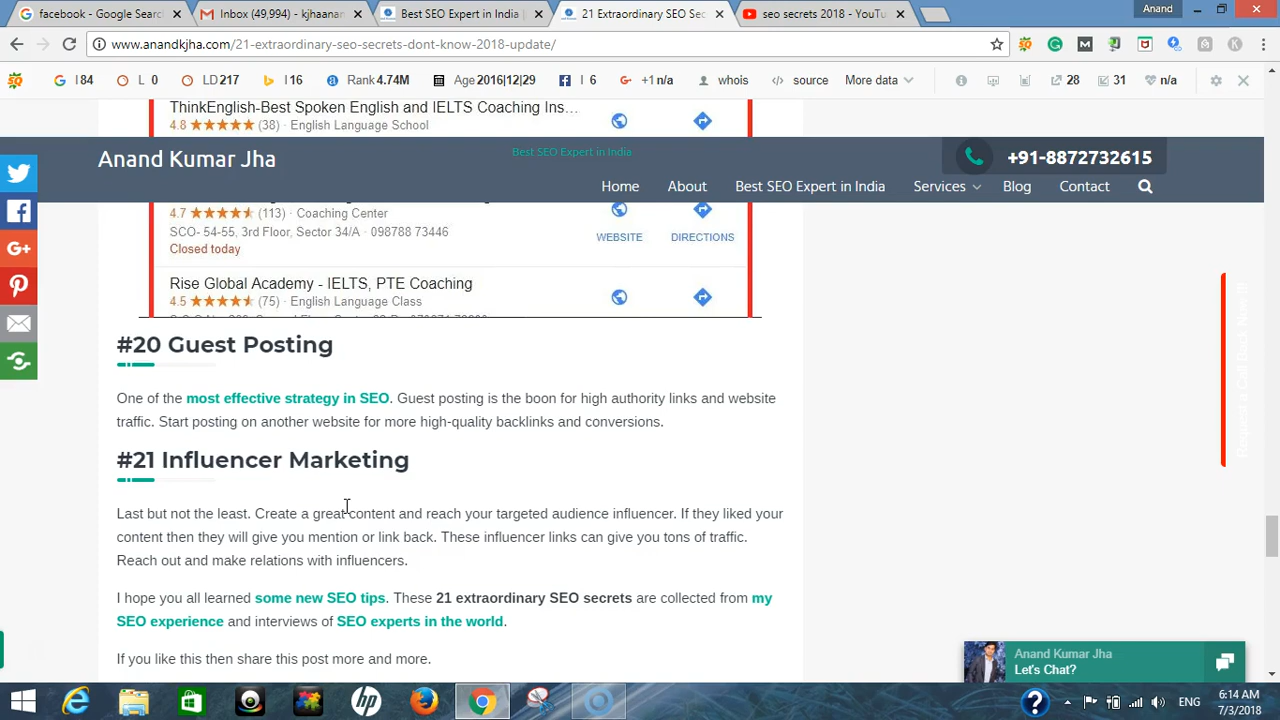 facebook - Google Searc
Inbox (49,994) - kjhaanan
Best SEO Expert in India ||
21 Extraordinary SEO Sec
seo secrets 2018 - YouTu
Anand
www.anandkjha.com/21-extraordinary-seo-secrets-dont-know-2018-update/
I 84
L 0
LD 217
I 16
Rank 4.74M
Age 2016|12|29
I 6
+1 n/a
whois
source
More data
28
31
n/a
ThinkEnglish-Best Spoken English and IELTS Coaching Ins...
4.8 (38) · English Language School
Best SEO Expert in India
Anand Kumar Jha
+91-8872732615
Home
About
Best SEO Expert in India
Services
Blog
Contact
4.7 (113) · Coaching Center
SCO- 54-55, 3rd Floor, Sector 34/A · 098788 73446
WEBSITE
DIRECTIONS
Closed today
Rise Global Academy - IELTS, PTE Coaching
4.5 (75) · English Language Class
Request a Call Back Now !!!
#20 Guest Posting
One of the most effective strategy in SEO. Guest posting is the boon for high authority links and website
traffic. Start posting on another website for more high-quality backlinks and conversions.
#21 Influencer Marketing
Last but not the least. Create a great content and reach your targeted audience influencer. If they liked your
content then they will give you mention or link back. These influencer links can give you tons of traffic.
Reach out and make relations with influencers.
I hope you all learned some new SEO tips. These 21 extraordinary SEO secrets are collected from my
SEO experience and interviews of SEO experts in the world.
If you like this then share this post more and more.
Anand Kumar Jha
Let's Chat?
ENG
6:14 AM
7/3/2018